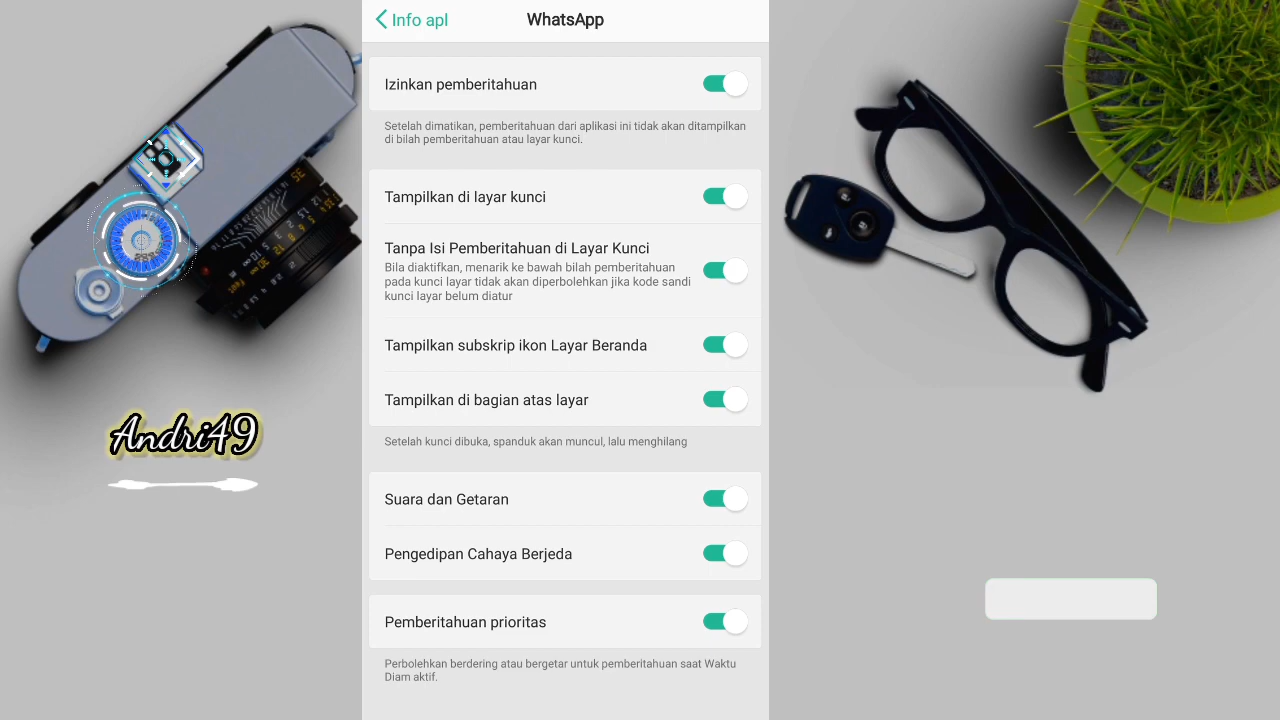 Info apl
WhatsApp
Izinkan pemberitahuan
Setelah dimatikan, pemberitahuan dari aplikasi ini tidak akan ditampilkan
di bilah pemberitahuan atau layar kunci.
Tampilkan di layar kunci
Tanpa Isi Pemberitahuan di Layar Kunci
Bila diaktifkan, menarik ke bawah bilah pemberitahuan
pada kunci layar tidak akan diperbolehkan jika kode sandi
kunci layar belum diatur
Tampilkan subskrip ikon Layar Beranda
Tampilkan di bagian atas layar
Setelah kunci dibuka, spanduk akan muncul, lalu menghilang
Suara dan Getaran
Pengedipan Cahaya Berjeda
Pemberitahuan prioritas
Perbolehkan berdering atau bergetar untuk pemberitahuan saat Waktu
Diam aktif.
Andri49